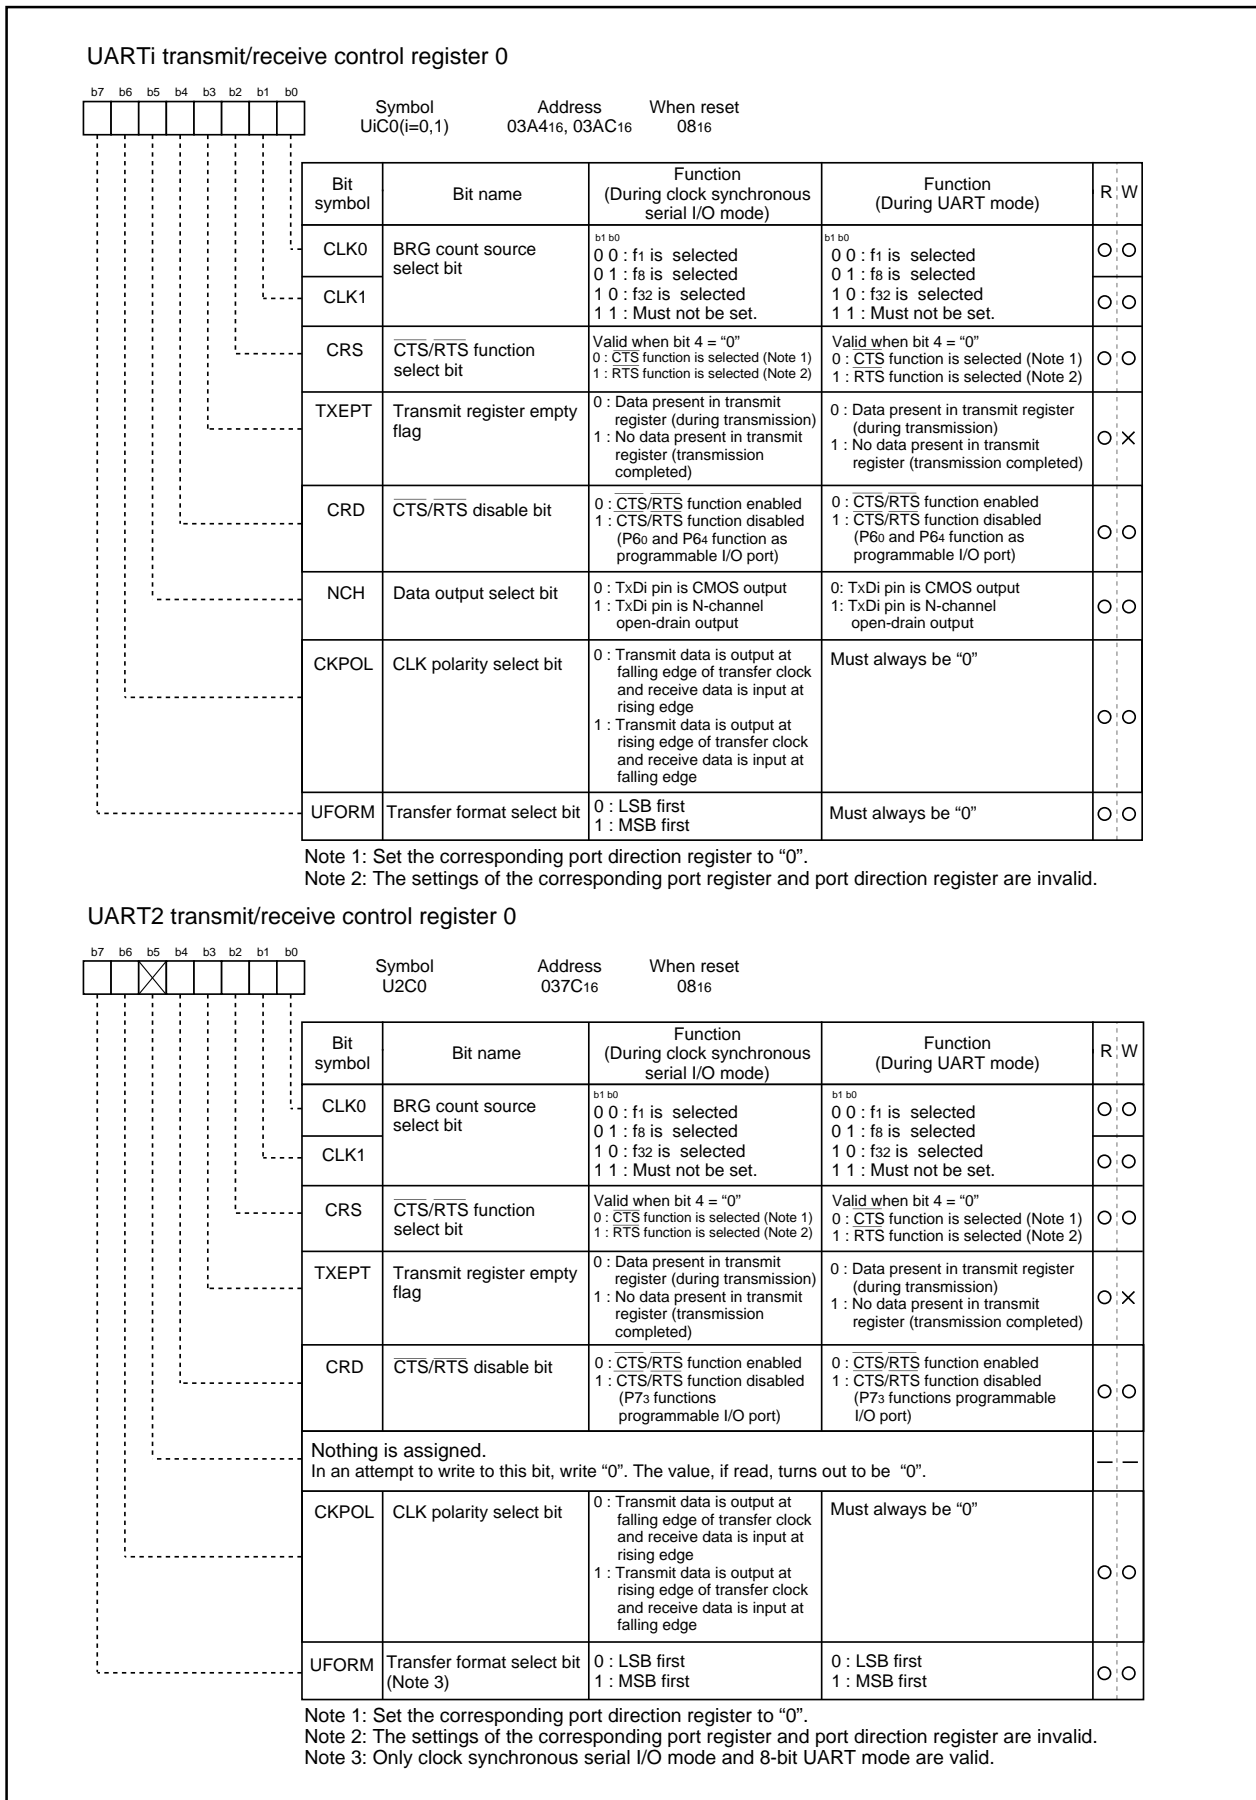 UARTi transmit/receive control register 0
b7 b6 b5 b4 b3 b2 b1 b0
Symbol Address When reset
UiC0(i=0,1) 03A416, 03AC16 0816
Bit symbol Bit name Function (During clock synchronous serial I/O mode) Function (During UART mode) R W
CLK0 BRG count source select bit
CLK1
b1 b0
0 0 : f1 is selected
0 1 : f8 is selected
1 0 : f32 is selected
1 1 : Must not be set.
b1 b0
0 0 : f1 is selected
0 1 : f8 is selected
1 0 : f32 is selected
1 1 : Must not be set.
CRS CTS/RTS function
select bit
Valid when bit 4 = “0”
0 : CTS function is selected (Note 1)
1 : RTS function is selected (Note 2)
Valid when bit 4 = “0”
0 : CTS function is selected (Note 1)
1 : RTS function is selected (Note 2)
TXEPT Transmit register empty
flag
0 : Data present in transmit
register (during transmission)
1 : No data present in transmit
register (transmission
completed)
0 : Data present in transmit register
(during transmission)
1 : No data present in transmit
register (transmission completed)
CRD CTS/RTS disable bit
0 : CTS/RTS function enabled
1 : CTS/RTS function disabled
(P60 and P64 function as
programmable I/O port)
0 : CTS/RTS function enabled
1 : CTS/RTS function disabled
(P60 and P64 function as
programmable I/O port)
NCH Data output select bit
0 : TXDi pin is CMOS output
1 : TXDi pin is N-channel
open-drain output
0: TXDi pin is CMOS output
1: TXDi pin is N-channel
open-drain output
CKPOL CLK polarity select bit
0 : Transmit data is output at
falling edge of transfer clock
and receive data is input at
rising edge
1 : Transmit data is output at
rising edge of transfer clock
and receive data is input at
falling edge
Must always be “0”
UFORM Transfer format select bit
0 : LSB first
1 : MSB first
Must always be “0”
Note 1: Set the corresponding port direction register to “0”.
Note 2: The settings of the corresponding port register and port direction register are invalid.
UART2 transmit/receive control register 0
b7 b6 b5 b4 b3 b2 b1 b0
Symbol Address When reset
U2C0 037C16 0816
Bit symbol Bit name Function (During clock synchronous serial I/O mode) Function (During UART mode) R W
CLK0 BRG count source select bit
CLK1
b1 b0
0 0 : f1 is selected
0 1 : f8 is selected
1 0 : f32 is selected
1 1 : Must not be set.
b1 b0
0 0 : f1 is selected
0 1 : f8 is selected
1 0 : f32 is selected
1 1 : Must not be set.
CRS CTS/RTS function
select bit
Valid when bit 4 = “0”
0 : CTS function is selected (Note 1)
1 : RTS function is selected (Note 2)
Valid when bit 4 = “0”
0 : CTS function is selected (Note 1)
1 : RTS function is selected (Note 2)
TXEPT Transmit register empty
flag
0 : Data present in transmit
register (during transmission)
1 : No data present in transmit
register (transmission
completed)
0 : Data present in transmit register
(during transmission)
1 : No data present in transmit
register (transmission completed)
CRD CTS/RTS disable bit
0 : CTS/RTS function enabled
1 : CTS/RTS function disabled
(P73 functions
programmable I/O port)
0 : CTS/RTS function enabled
1 : CTS/RTS function disabled
(P73 functions programmable
I/O port)
Nothing is assigned.
In an attempt to write to this bit, write “0”. The value, if read, turns out to be “0”.
CKPOL CLK polarity select bit
0 : Transmit data is output at
falling edge of transfer clock
and receive data is input at
rising edge
1 : Transmit data is output at
rising edge of transfer clock
and receive data is input at
falling edge
Must always be “0”
UFORM Transfer format select bit
(Note 3)
0 : LSB first
1 : MSB first
0 : LSB first
1 : MSB first
Note 1: Set the corresponding port direction register to “0”.
Note 2: The settings of the corresponding port register and port direction register are invalid.
Note 3: Only clock synchronous serial I/O mode and 8-bit UART mode are valid.